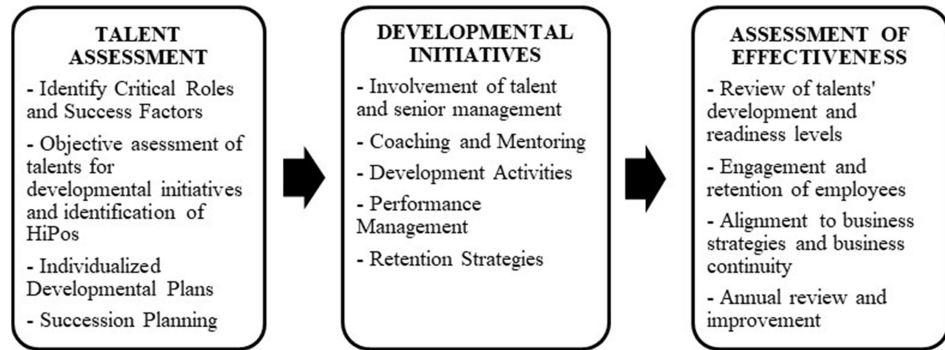 TALENT
ASSESSMENT
- Identify Critical Roles
and Success Factors
- Objective asessment of
talents for
developmental initiatives
and identification of
HiPos
- Individualized
Developmental Plans
- Succession Planning
DEVELOPMENTAL
INITIATIVES
- Involvement of talent
and senior management
- Coaching and Mentoring
- Development Activities
- Performance
Management
- Retention Strategies
ASSESSMENT OF
EFFECTIVENESS
- Review of talents'
development and
readiness levels
- Engagement and
retention of employees
- Alignment to business
strategies and business
continuity
- Annual review and
improvement